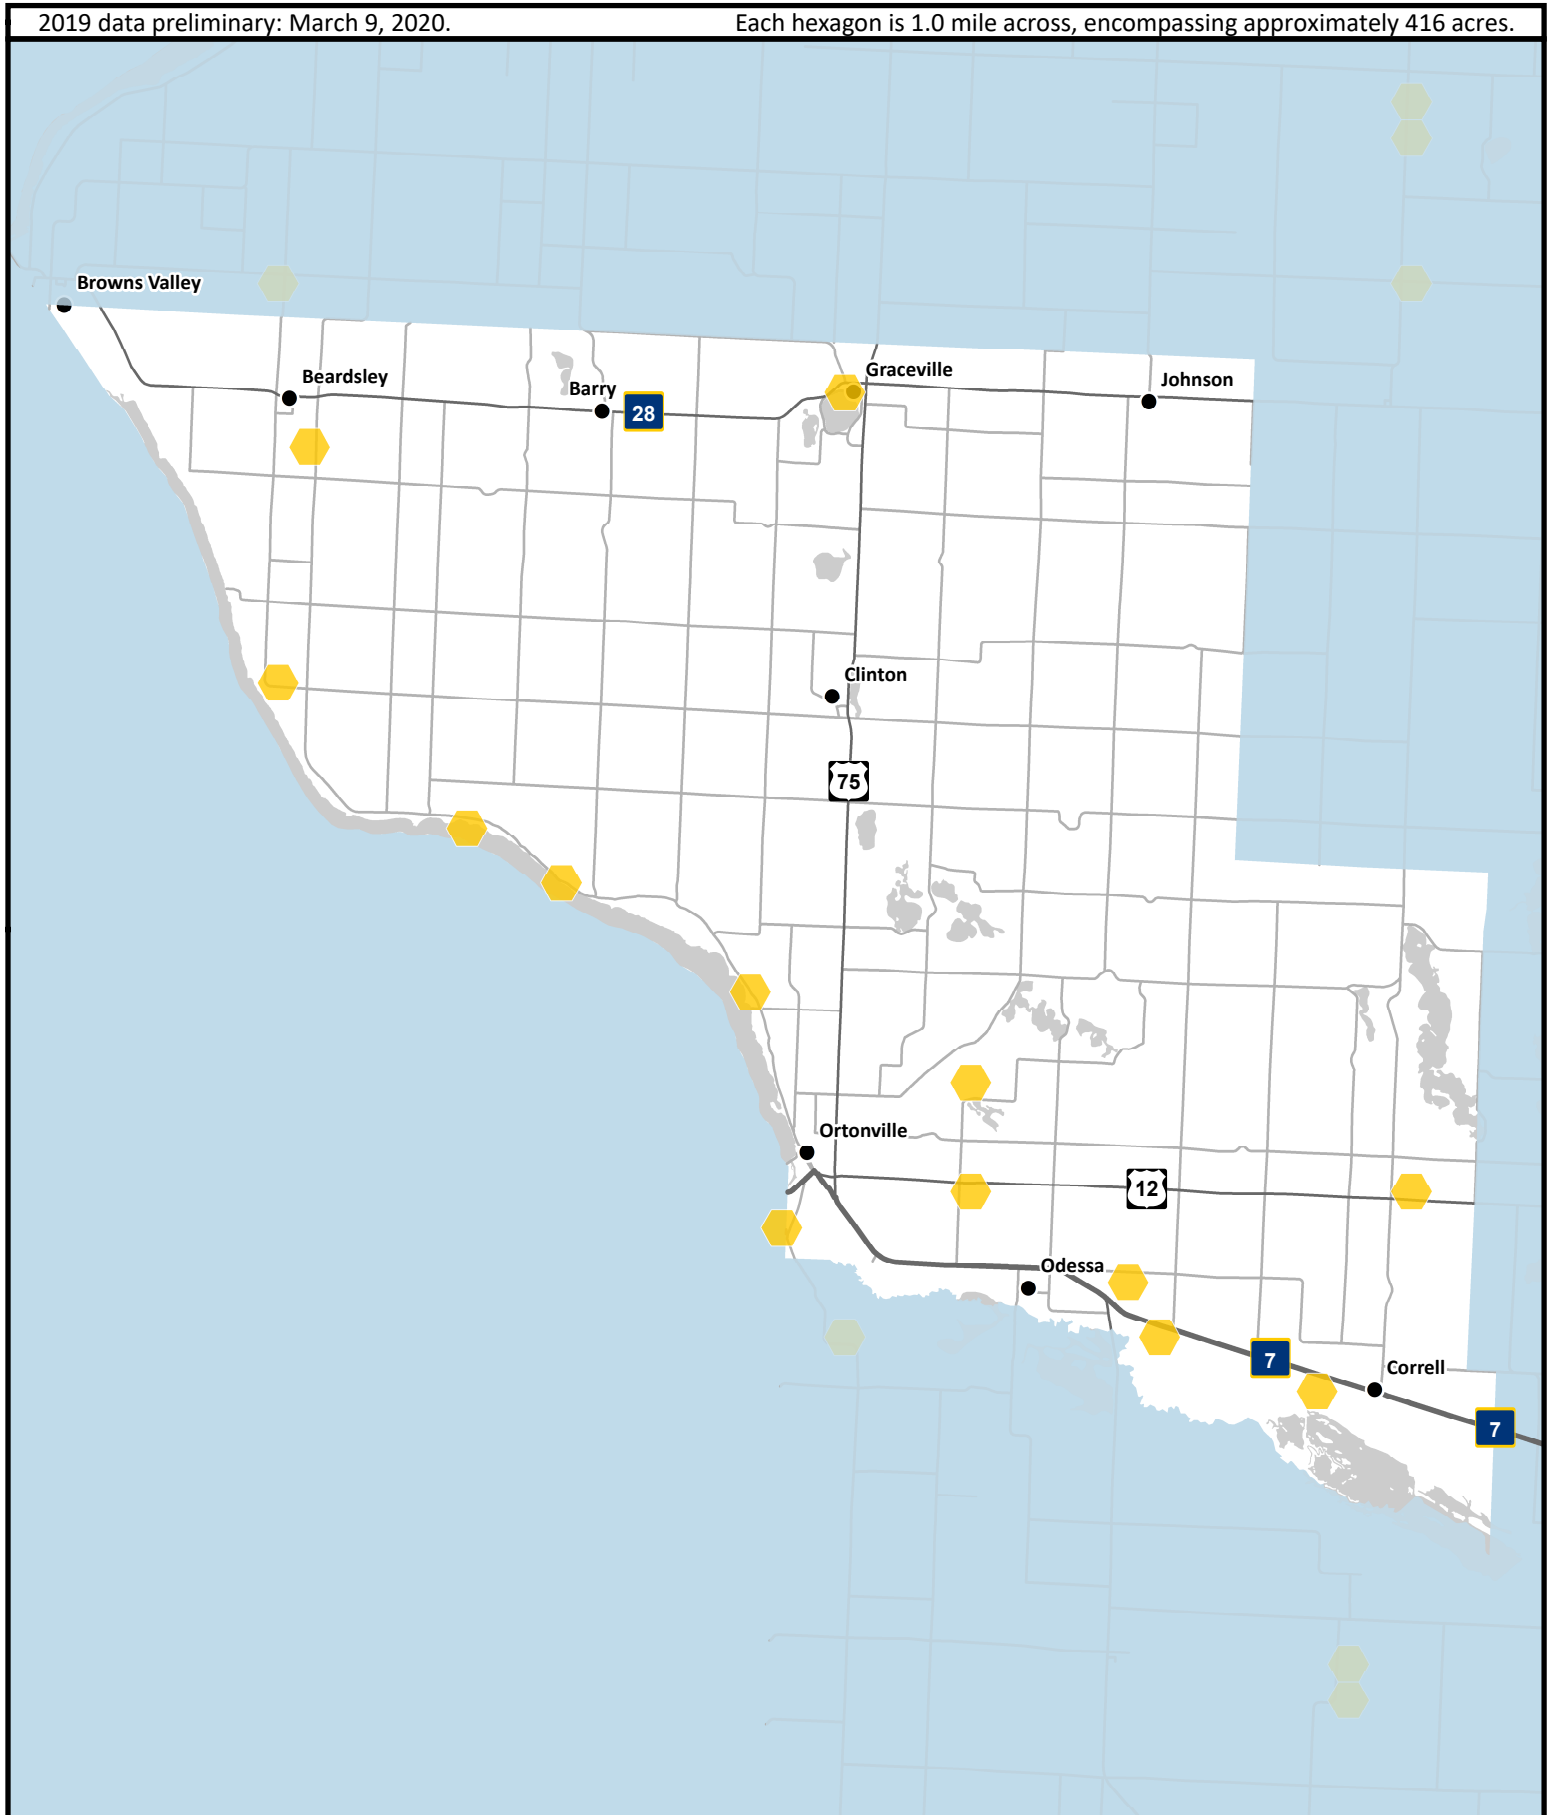 2019 data preliminary: March 9, 2020.
Each hexagon is 1.0 mile across, encompassing approximately 416 acres.
Browns Valley
Graceville
Beardsley
Johnson
Barry
28
Clinton
75
Ortonville
12
Odessa
7
Correll
7